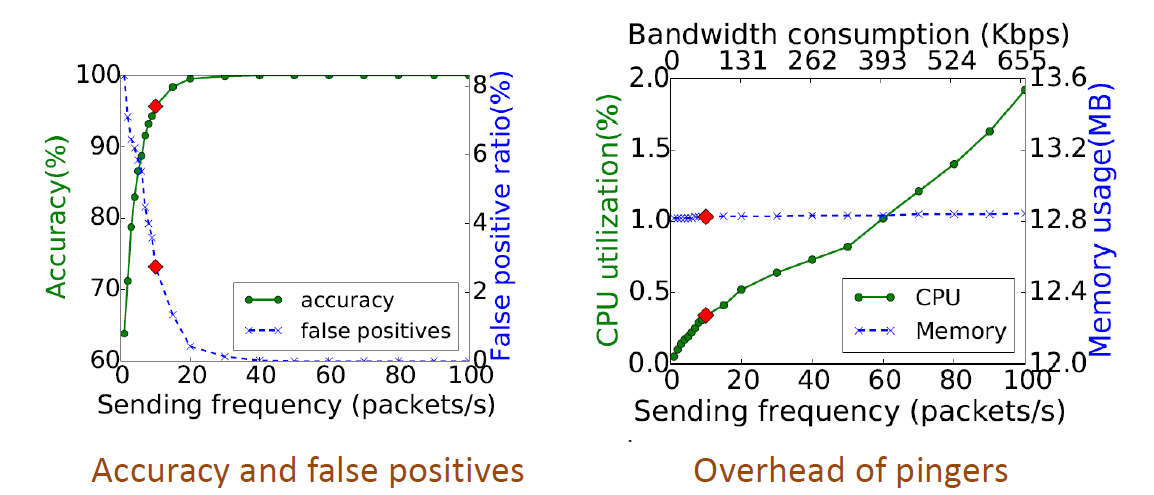 Accuracy(%)
100
90
80
70
60
0 20 40 60 80 100
Sending frequency (packets/s)
8
6
4
2
0
False positive ratio(%)
accuracy
false positives
Accuracy and false positives
Bandwidth consumption (Kbps)
0 131 262 393 524 655
CPU utilization(%)
2.0
1.5
1.0
0.5
0.0
0 20 40 60 80 100
Sending frequency (packets/s)
13.6
13.2
12.8
12.4
12.0
Memory usage(MB)
CPU
Memory
Overhead of pingers